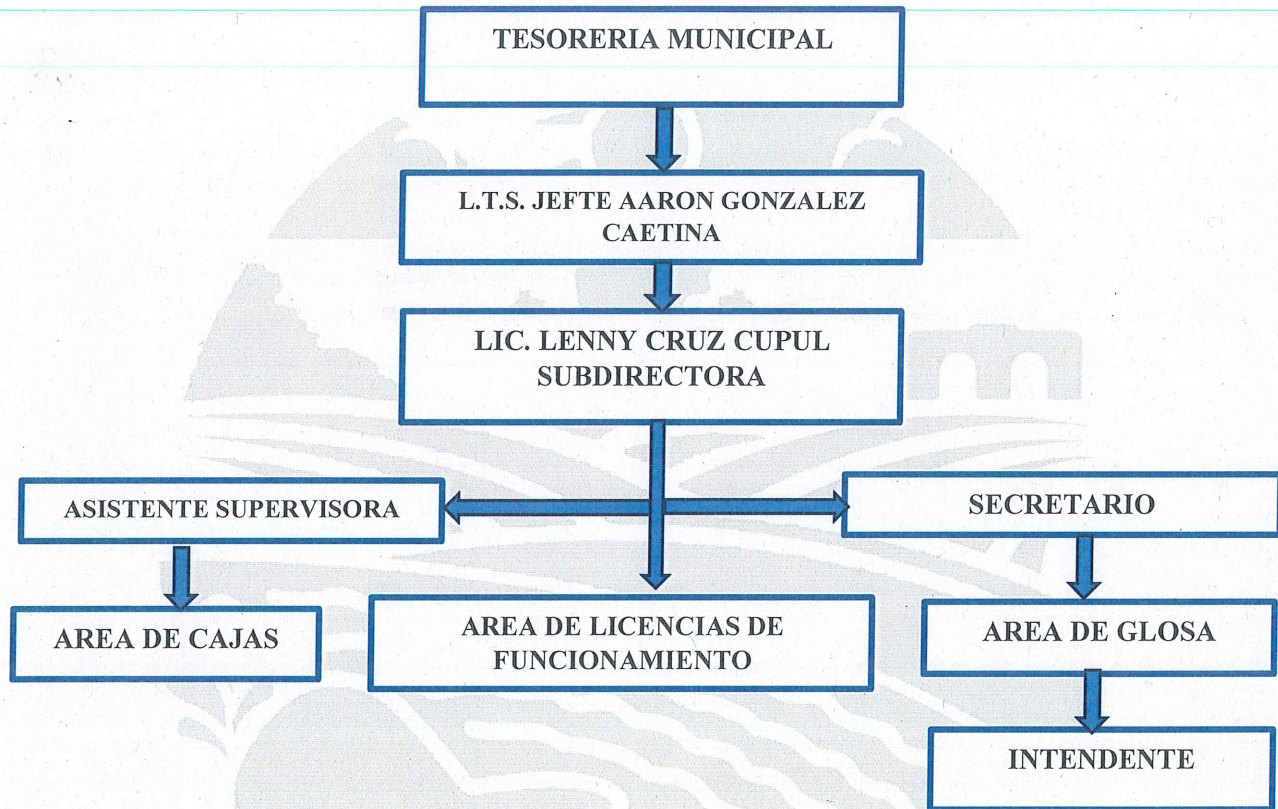 TESORERIA MUNICIPAL
L.T.S. JEFTE AARON GONZALEZ
CAETINA
LIC. LENNY CRUZ CUPUL
SUBDIRECTORA
ASISTENTE SUPERVISORA
SECRETARIO
AREA DE CAJAS
AREA DE LICENCIAS DE
FUNCIONAMIENTO
AREA DE GLOSA
INTENDENTE